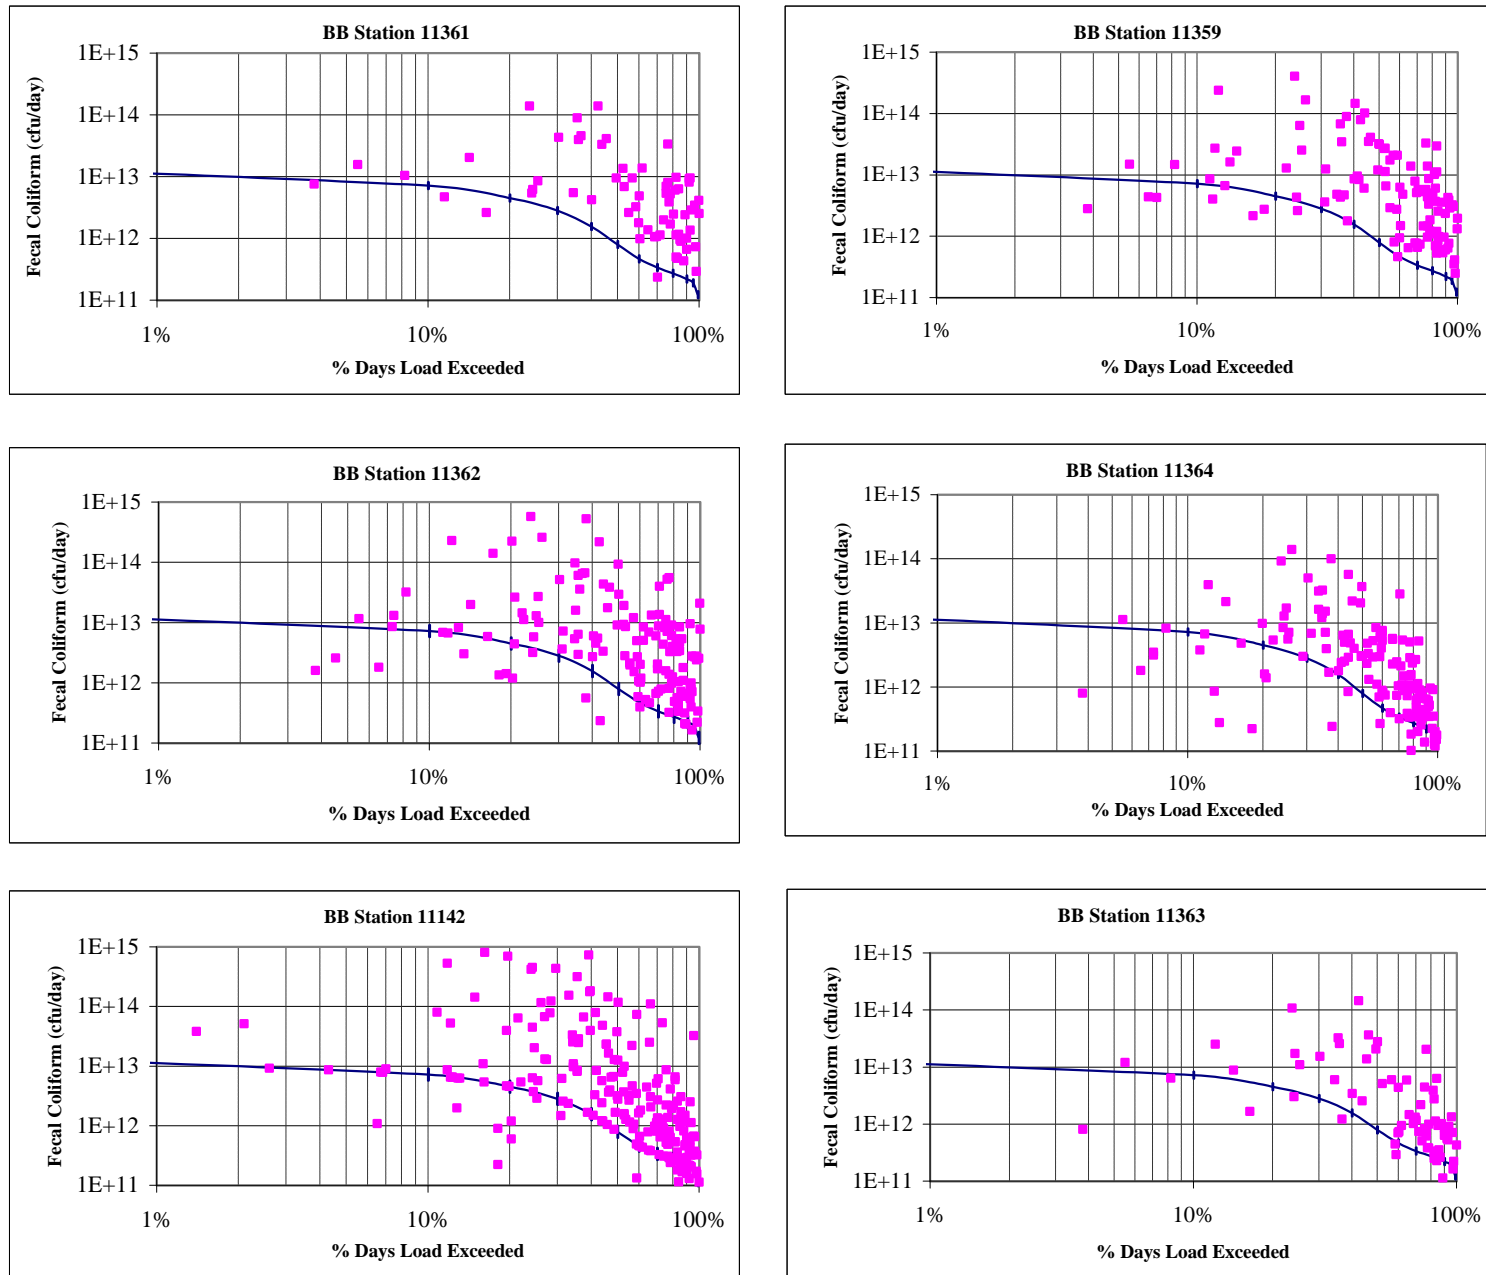 BB Station 11361
1E+15
1E+14
1E+13
1E+12
1E+11
Fecal Coliform (cfu/day)
1%
10%
100%
% Days Load Exceeded
BB Station 11359
1E+15
1E+14
1E+13
1E+12
1E+11
Fecal Coliform (cfu/day)
1%
10%
100%
% Days Load Exceeded
BB Station 11362
1E+15
1E+14
1E+13
1E+12
1E+11
Fecal Coliform (cfu/day)
1%
10%
100%
% Days Load Exceeded
BB Station 11364
1E+15
1E+14
1E+13
1E+12
1E+11
Fecal Coliform (cfu/day)
1%
10%
100%
% Days Load Exceeded
BB Station 11142
1E+15
1E+14
1E+13
1E+12
1E+11
Fecal Coliform (cfu/day)
1%
10%
100%
% Days Load Exceeded
BB Station 11363
1E+15
1E+14
1E+13
1E+12
1E+11
Fecal Coliform (cfu/day)
1%
10%
100%
% Days Load Exceeded